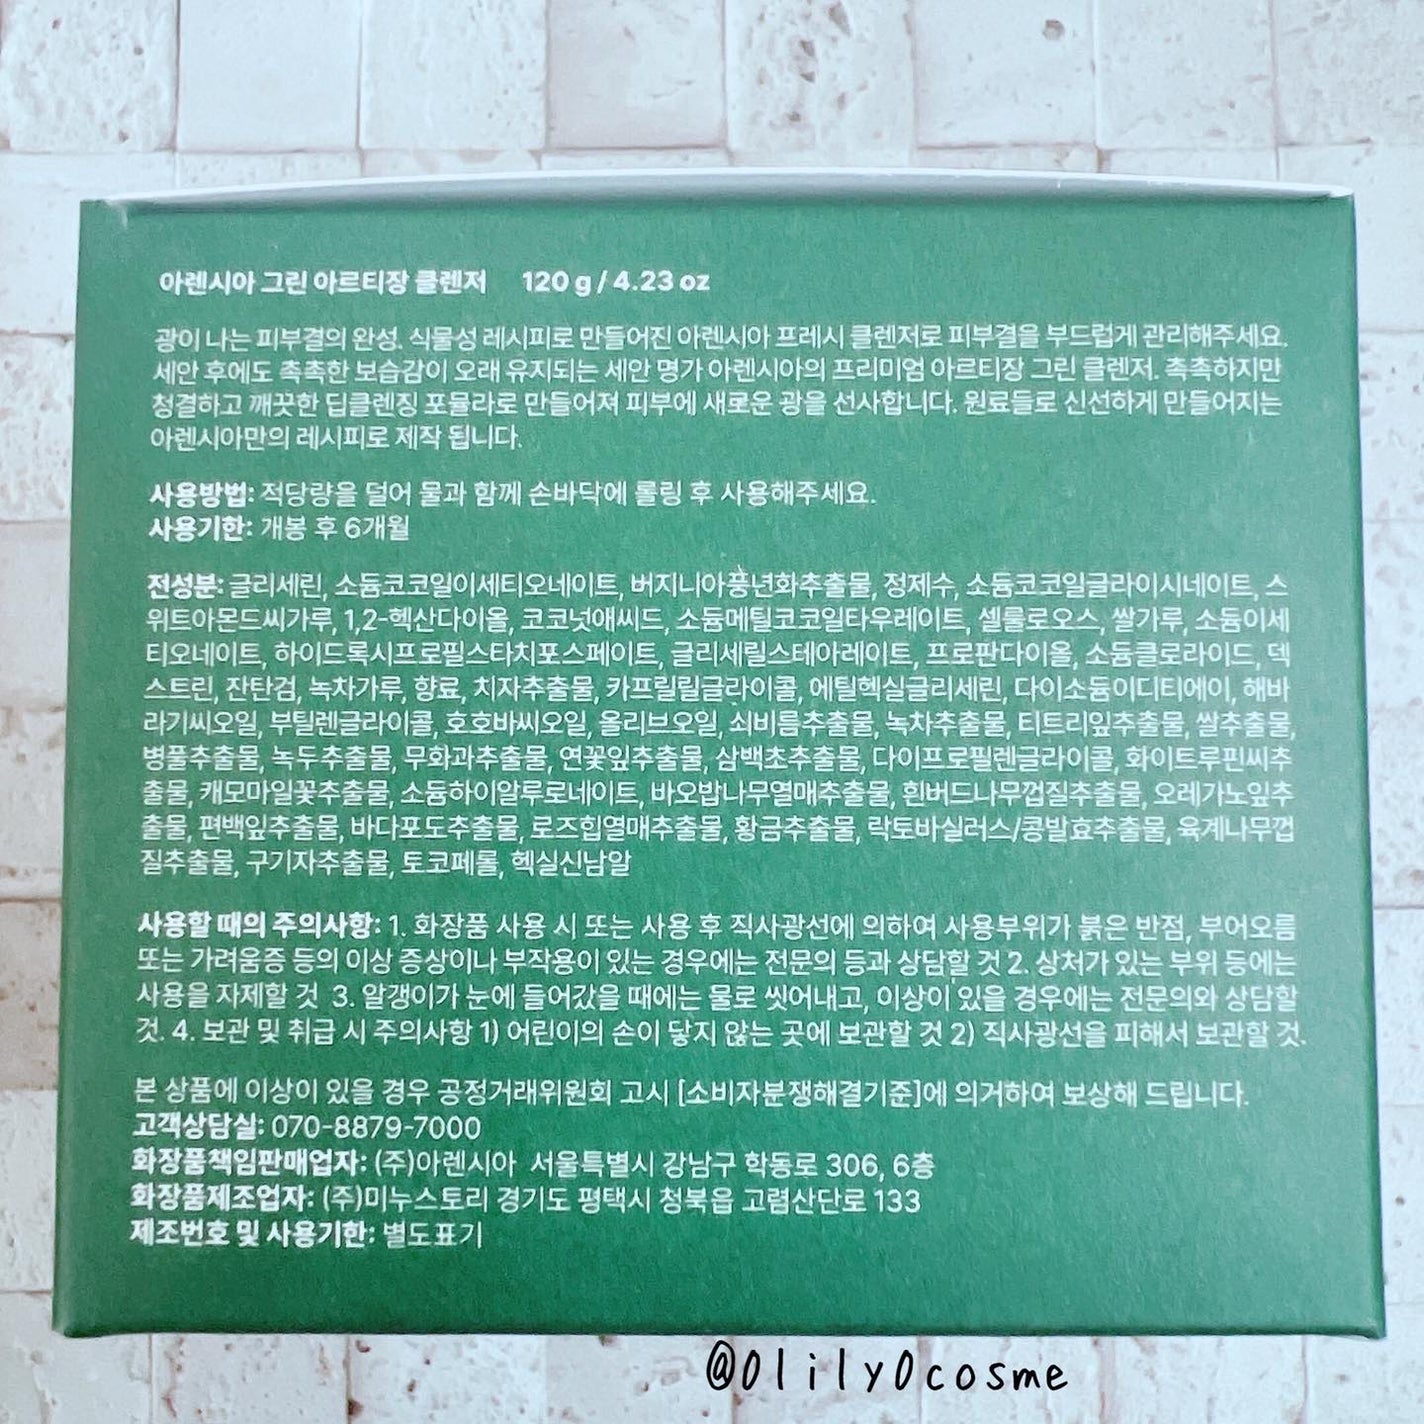 아렌시아 그린 아르티장 클렌저 120 g / 4.23 oz
광이 나는 피부결의 완성. 식물성 레시피로 만들어진 아렌시아 프레시 클렌저로 피부결을 부드럽게 관리해주세요.
세안 후에도 촉촉한 보습감이 오래 유지되는 세안 명가 아렌시아의 프리미엄 아르티장 그린 클렌저. 촉촉하지만
청결하고 깨끗한 딥클렌징 포뮬라로 만들어져 피부에 새로운 광을 선사합니다. 원료들로 신선하게 만들어지는
아렌시아만의 레시피로 제작 됩니다.
사용방법: 적당량을 덜어 물과 함께 손바닥에 롤링 후 사용해주세요.
사용기한: 개봉 후 6개월
전성분: 글리세린, 소듐코코일이세티오네이트, 버지니아풍년화추출물, 정제수, 소듐코코일글라이시네이트, 스
위트아몬드씨가루, 1,2-헥산다이올, 코코넛애씨드, 소듐메틸코코일타우레이트, 셀룰로오스, 쌀가루, 소듐이세
티오네이트, 하이드록시프로필스타치포스페이트, 글리세릴스테아레이트, 프로판다이올, 소듐클로라이드, 덱
스트린, 잔탄검, 녹차가루, 향료, 치자추출물, 카프릴릴글라이콜, 에틸헥실글리세린, 다이소듐이디티에이, 해바
라기씨오일, 부틸렌글라이콜, 호호바씨오일, 올리브오일, 쇠비름추출물, 녹차추출물, 티트리잎추출물, 쌀추출물,
병풀추출물, 녹두추출물, 무화과추출물, 연꽃잎추출물, 삼백초추출물, 다이프로필렌글라이콜, 화이트루핀씨추
출물, 캐모마일꽃추출물, 소듐하이알루로네이트, 바오밥나무열매추출물, 흰버드나무껍질추출물, 오레가노잎추
출물, 편백잎추출물, 바다포도추출물, 로즈힙열매추출물, 황금추출물, 락토바실러스/콩발효추출물, 육계나무껍
질추출물, 구기자추출물, 토코페롤, 헥실신남알
사용할 때의 주의사항: 1. 화장품 사용 시 또는 사용 후 직사광선에 의하여 사용부위가 붉은 반점, 부어오름
또는 가려움증 등의 이상 증상이나 부작용이 있는 경우에는 전문의 등과 상담할 것 2. 상처가 있는 부위 등에는
사용을 자제할 것 3. 알갱이가 눈에 들어갔을 때에는 물로 씻어내고, 이상이 있을 경우에는 전문의와 상담할
것. 4. 보관 및 취급 시 주의사항 1) 어린이의 손이 닿지 않는 곳에 보관할 것 2) 직사광선을 피해서 보관할 것.
본 상품에 이상이 있을 경우 공정거래위원회 고시 [소비자분쟁해결기준]에 의거하여 보상해 드립니다.
고객상담실: 070-8879-7000
화장품책임판매업자: (주)아렌시아 서울특별시 강남구 학동로 306, 6층
화장품제조업자: (주)미누스토리 경기도 평택시 청북읍 고렴산단로 133
제조번호 및 사용기한: 별도표기
@0lily0cosme